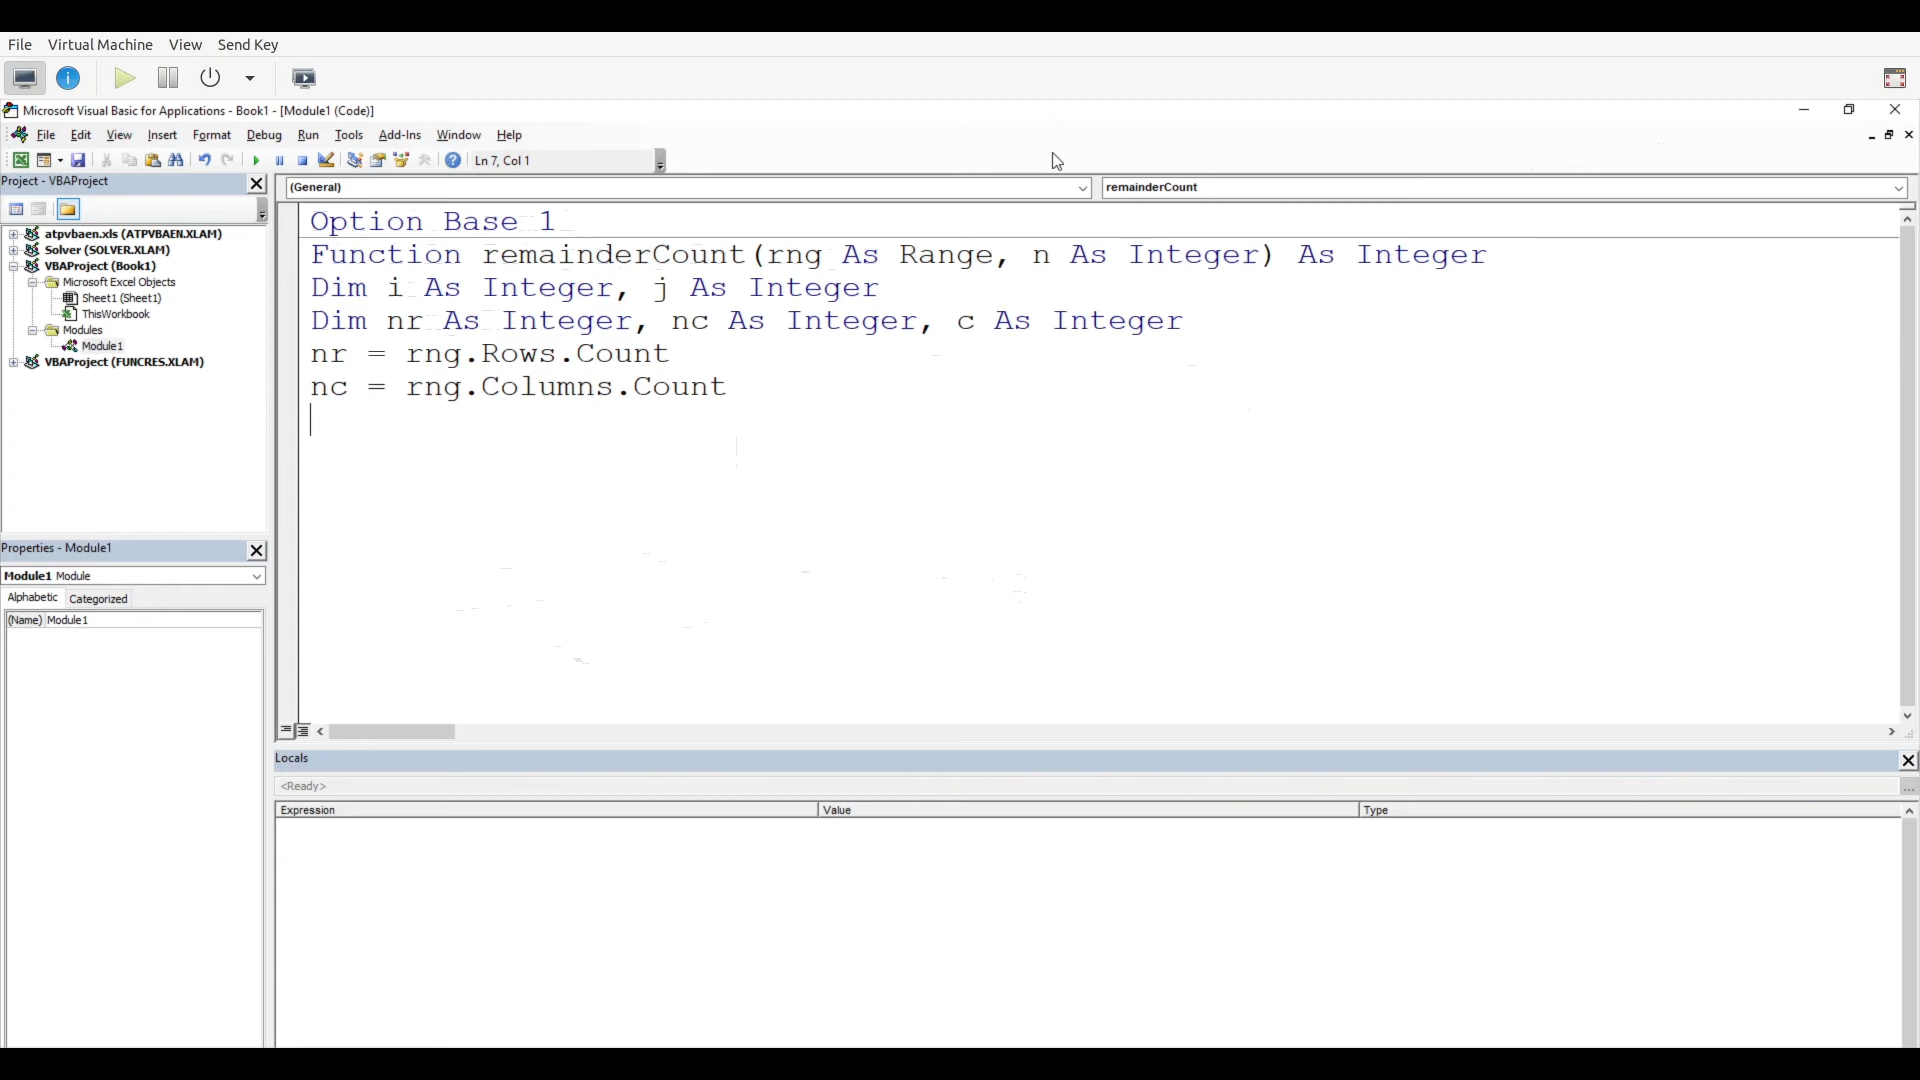 File Virtual Machine View Send Key
Microsoft Visual Basic for Applications - Book1 - [Module1 (Code)]
File Edit View Insert Format Debug Run Tools Add-Ins Window Help
Ln 7, Col 1
Project - VBAProject
(General)
remainderCount
atpvbaen.xls (ATPVBAEN.XLAM)
Solver (SOLVER.XLAM)
VBAProject (Book1)
Microsoft Excel Objects
Sheet1 (Sheet1)
ThisWorkbook
Modules
Module1
VBAProject (FUNCRES.XLAM)
Option Base 1
Function remainderCount(rng As Range, n As Integer) As Integer
Dim i As Integer, j As Integer
Dim nr As Integer, nc As Integer, c As Integer
nr = rng.Rows.Count
nc = rng.Columns.Count
Properties - Module1
Module1 Module
Alphabetic Categorized
(Name) Module1
Locals
<Ready>
Expression Value Type